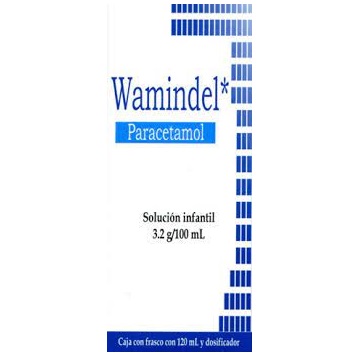 Wamindel*
Paracetamol
Solución infantil
3.2 g/100 mL
Caja con frasco con 120 mL y dosificador